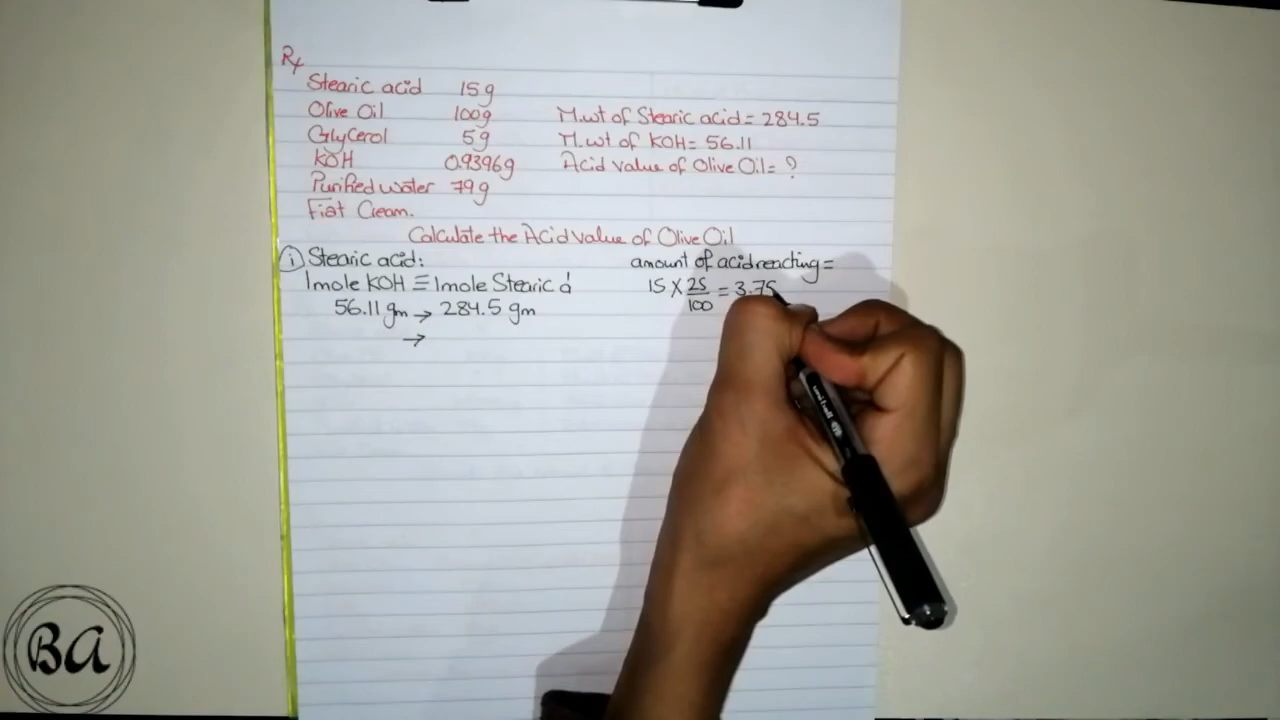 Rx
Stearic acid 15g
Olive Oil 100g M.wt of Stearic acid = 284.5
Glycerol 5g M.wt of KOH = 56.11
KOH 0.9396g Acid value of Olive Oil = ?
Purified water 79g
Fiat Cream.
Calculate the Acid Value of Olive Oil
i Stearic acid: amount of acid reacting =
1mole KOH ≡ 1mole Stearic a' 15 X 25/100 = 3.75
56.11 gm → 284.5 gm
→
uni-ball
BA